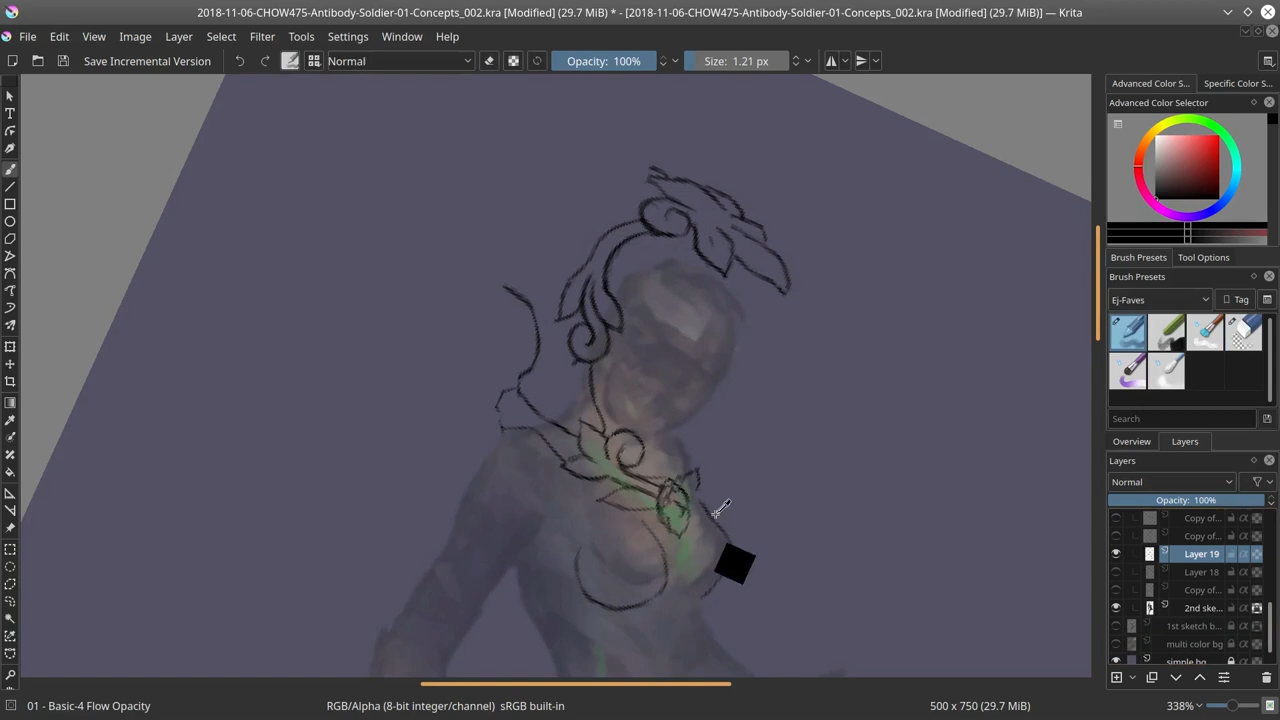 2018-11-06-CHOW475-Antibody-Soldier-01-Concepts_002.kra [Modified] (29.7 MiB) * - [2018-11-06-CHOW475-Antibody-Soldier-01-Concepts_002.kra [Modified] (29.7 MiB)] — Krita
File Edit View Image Layer Select Filter Tools Settings Window Help
Save Incremental Version Normal Opacity: 100% Size: 1.21 px
Advanced Color S... Specific Color S...
Advanced Color Selector
Brush Presets Tool Options
Brush Presets
Ej-Faves Tag
Search
Overview Layers
Layers
Normal
Opacity: 100%
Copy of...
Copy of...
Layer 19
Layer 18
Copy of...
2nd ske...
1st sketch b...
multi color bg
simple bg
01 - Basic-4 Flow Opacity RGB/Alpha (8-bit integer/channel) sRGB built-in 500 x 750 (29.7 MiB) 338%